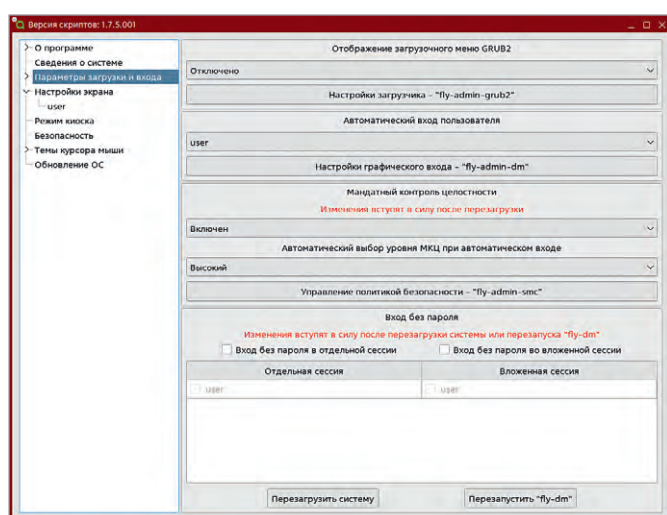 Версия скриптов: 1.7.5.001
О программе
Сведения о системе
Параметры загрузки и входа
Настройки экрана
user
Режим киоска
Безопасность
Темы курсора мыши
Обновление ОС
Отображение загрузочного меню GRUB2
Отключено
Настройки загрузчика - "fly-admin-grub2"
Автоматический вход пользователя
user
Настройки графического входа - "fly-admin-dm"
Мандатный контроль целостности
Изменения вступят в силу после перезагрузки
Включен
Автоматический выбор уровня МКЦ при автоматическом входе
Высокий
Управление политикой безопасности - "fly-admin-smc"
Вход без пароля
Изменения вступят в силу после перезагрузки системы или перезапуска "fly-dm"
Вход без пароля в отдельной сессии Вход без пароля во вложенной сессии
Отдельная сессия Вложенная сессия
user user
Перезагрузить систему Перезапустить "fly-dm"